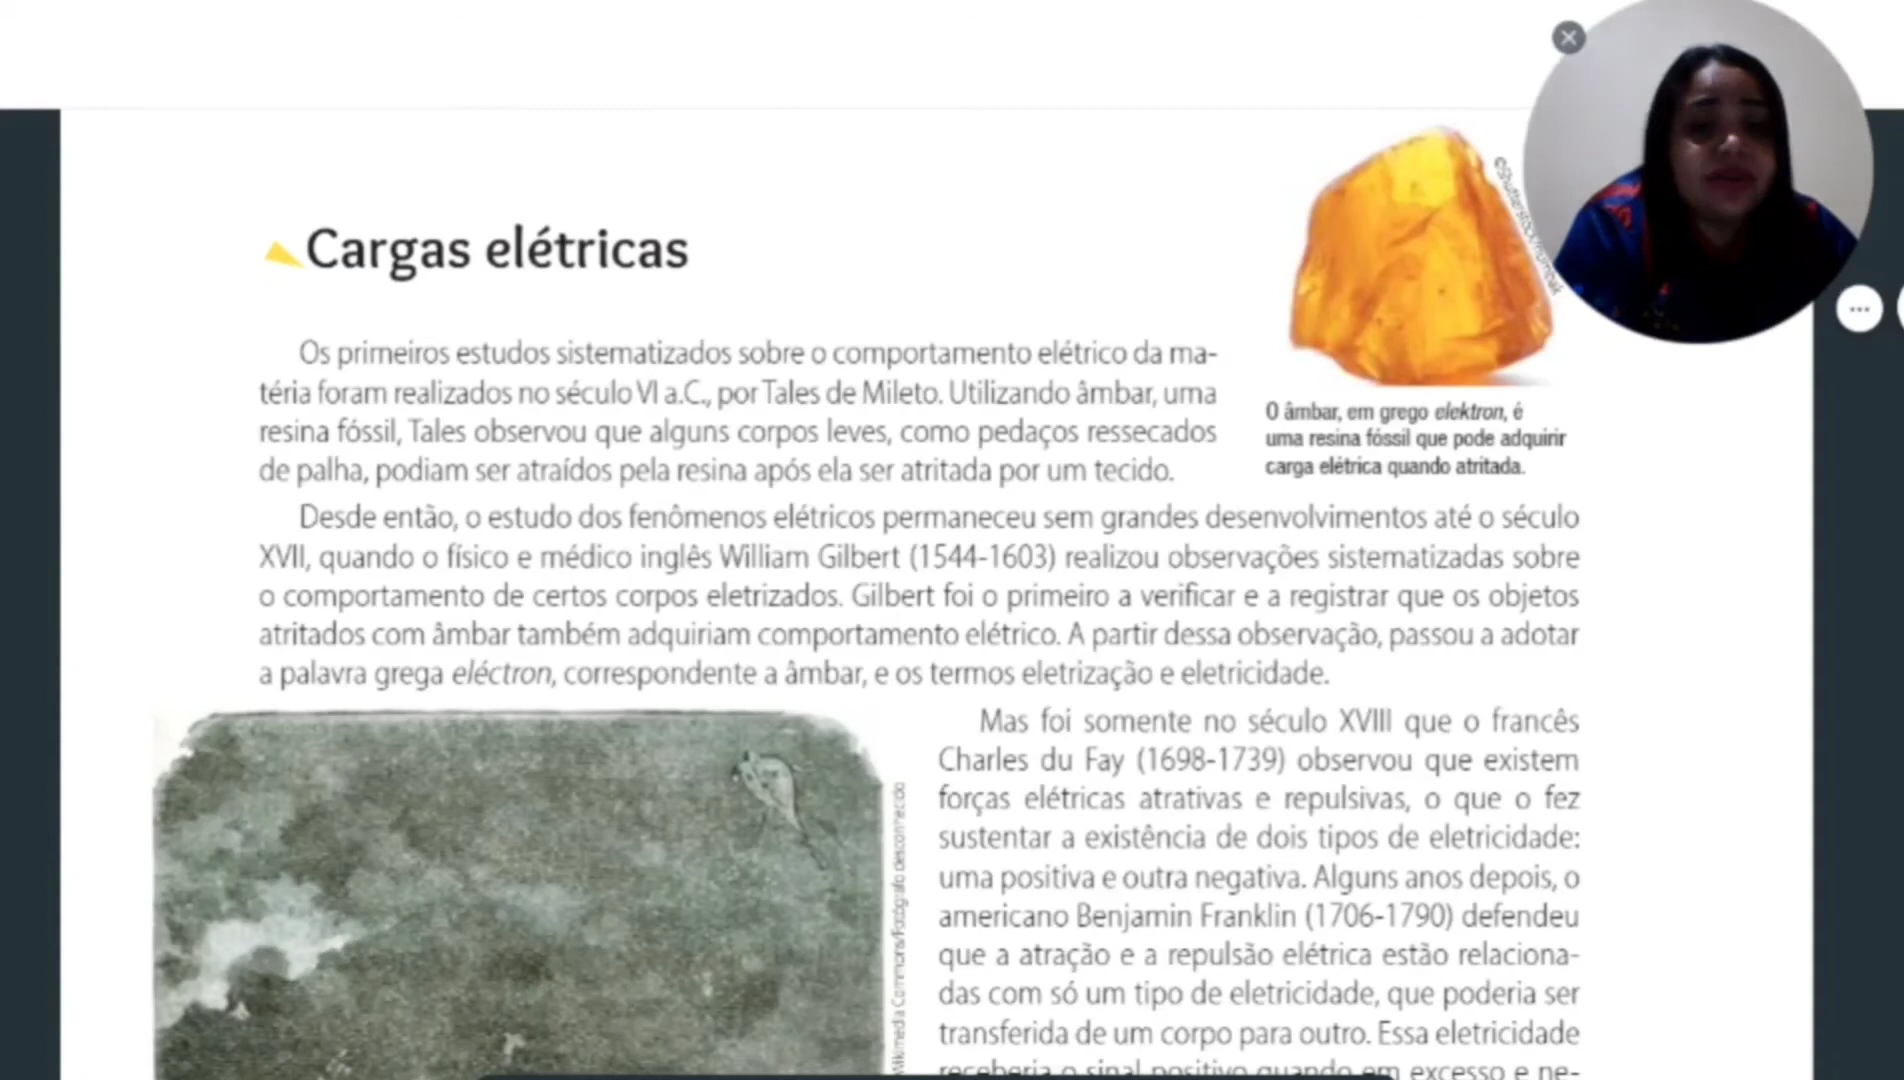 Cargas elétricas
©Shutterstock/Humbak
Os primeiros estudos sistematizados sobre o comportamento elétrico da ma-
téria foram realizados no século VI a.C., por Tales de Mileto. Utilizando âmbar, uma
resina fóssil, Tales observou que alguns corpos leves, como pedaços ressecados
de palha, podiam ser atraídos pela resina após ela ser atritada por um tecido.
O âmbar, em grego elektron, é
uma resina fóssil que pode adquirir
carga elétrica quando atritada.
Desde então, o estudo dos fenômenos elétricos permaneceu sem grandes desenvolvimentos até o século
XVII, quando o físico e médico inglês William Gilbert (1544-1603) realizou observações sistematizadas sobre
o comportamento de certos corpos eletrizados. Gilbert foi o primeiro a verificar e a registrar que os objetos
atritados com âmbar também adquiriam comportamento elétrico. A partir dessa observação, passou a adotar
a palavra grega eléctron, correspondente a âmbar, e os termos eletrização e eletricidade.
Wikimedia Commons/Fotógrafo desconhecido
Mas foi somente no século XVIII que o francês
Charles du Fay (1698-1739) observou que existem
forças elétricas atrativas e repulsivas, o que o fez
sustentar a existência de dois tipos de eletricidade:
uma positiva e outra negativa. Alguns anos depois, o
americano Benjamin Franklin (1706-1790) defendeu
que a atração e a repulsão elétrica estão relaciona-
das com só um tipo de eletricidade, que poderia ser
transferida de um corpo para outro. Essa eletricidade
receberia o sinal positivo quando em excesso e ne-